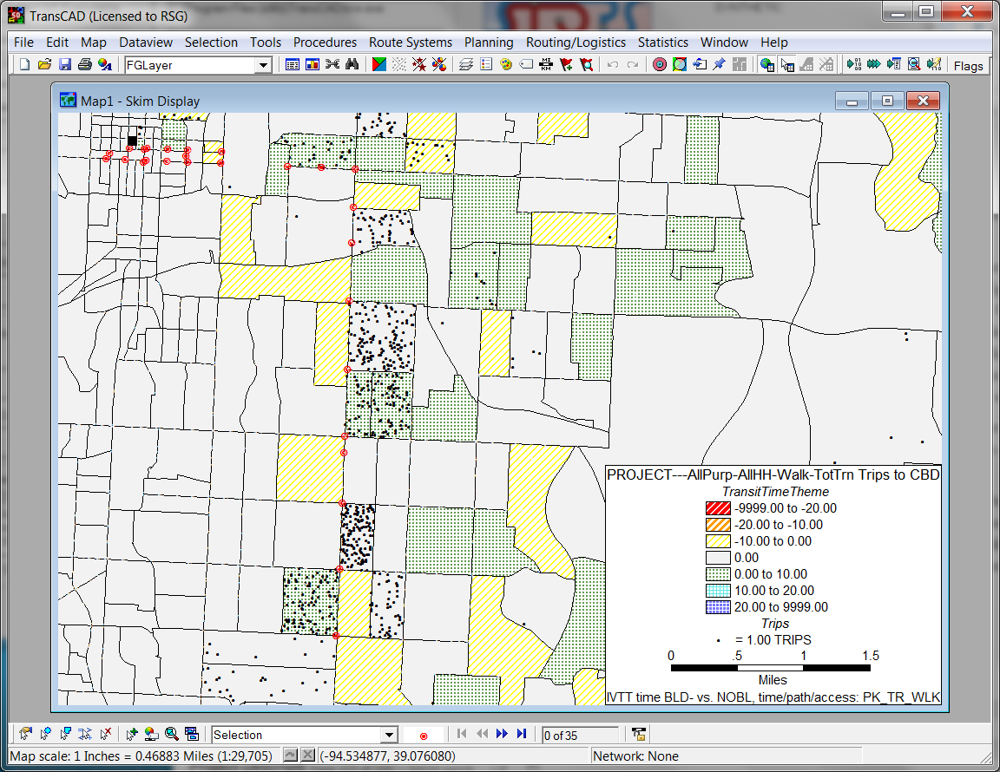 TransCAD (Licensed to RSG)
File Edit Map Dataview Selection Tools Procedures Route Systems Planning Routing/Logistics Statistics Window Help
FGLayer
MI
KM
Flags
Map1 - Skim Display
PROJECT---AllPurp-AllHH-Walk-TotTrn Trips to CBD
TransitTimeTheme
-9999.00 to -20.00
-20.00 to -10.00
-10.00 to 0.00
0.00
0.00 to 10.00
10.00 to 20.00
20.00 to 9999.00
Trips
= 1.00 TRIPS
0 .5 1 1.5
Miles
IVTT time BLD- vs. NOBL, time/path/access: PK_TR_WLK
Selection
0 of 35
Map scale: 1 Inches = 0.46883 Miles (1:29,705)
(-94.534877, 39.076080)
Network: None